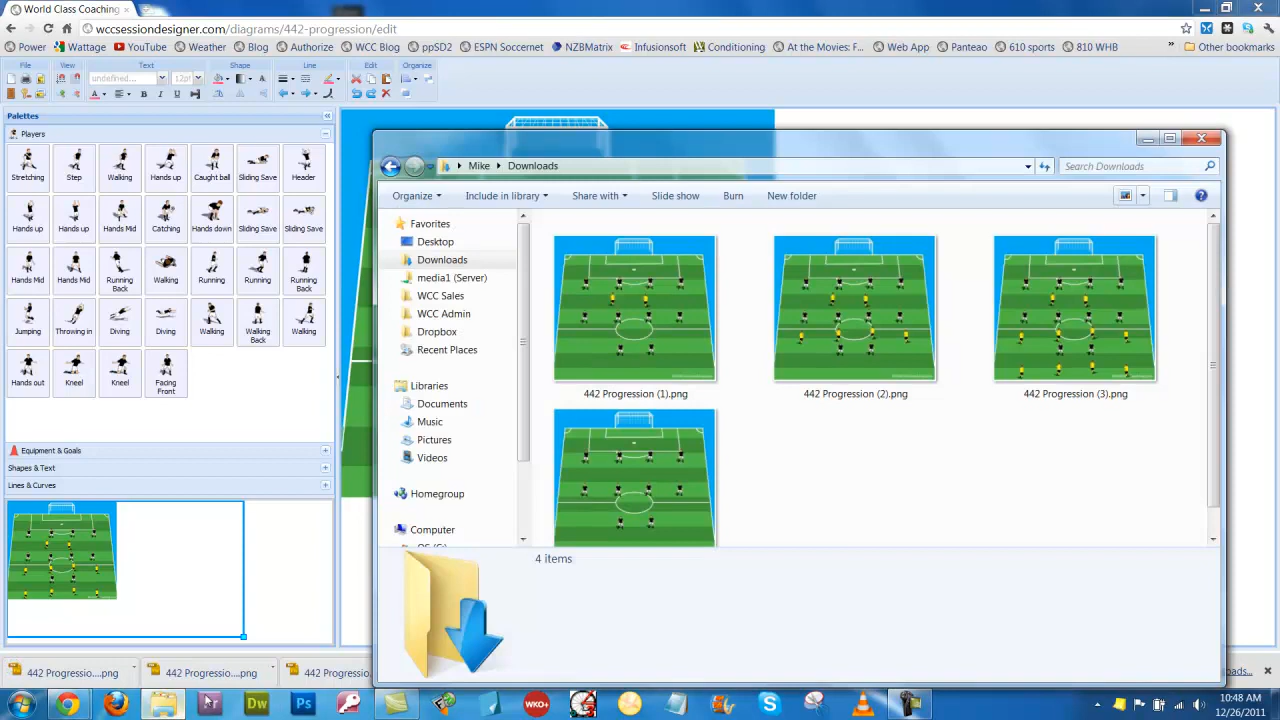 World Class Coaching
wccsessiondesigner.com/diagrams/442-progression/edit
Power Wattage YouTube Weather Blog Authorize WCC Blog ppSD2 ESPN Soccernet NZBMatrix Infusionsoft Conditioning At the Movies: F... Web App Panteao 610 sports 810 WHB » Other bookmarks
File View Text Shape Line Edit Organize
undefined... 12pt
Palettes
Players
Stretching Step Walking Hands up Caught ball Sliding Save Header
Hands up Hands up Hands Mid Catching Hands down Sliding Save Sliding Save
Hands Mid Hands Mid Running Back Walking Running Running Running Back
Jumping Throwing in Diving Diving Walking Walking Back Walking
Hands out Kneel Kneel Facing Front
Equipment & Goals
Shapes & Text
Lines & Curves
Mike Downloads
Search Downloads
Organize Include in library Share with Slide show Burn New folder
Favorites
Desktop
Downloads
media1 (Server)
WCC Sales
WCC Admin
Dropbox
Recent Places
Libraries
Documents
Music
Pictures
Videos
Homegroup
Computer
442 Progression (1).png
442 Progression (2).png
442 Progression (3).png
4 items
442 Progressio....png
442 Progressio....png
442 Progressio
ads...
Dw
Ps
WKO+
10:48 AM
12/26/2011